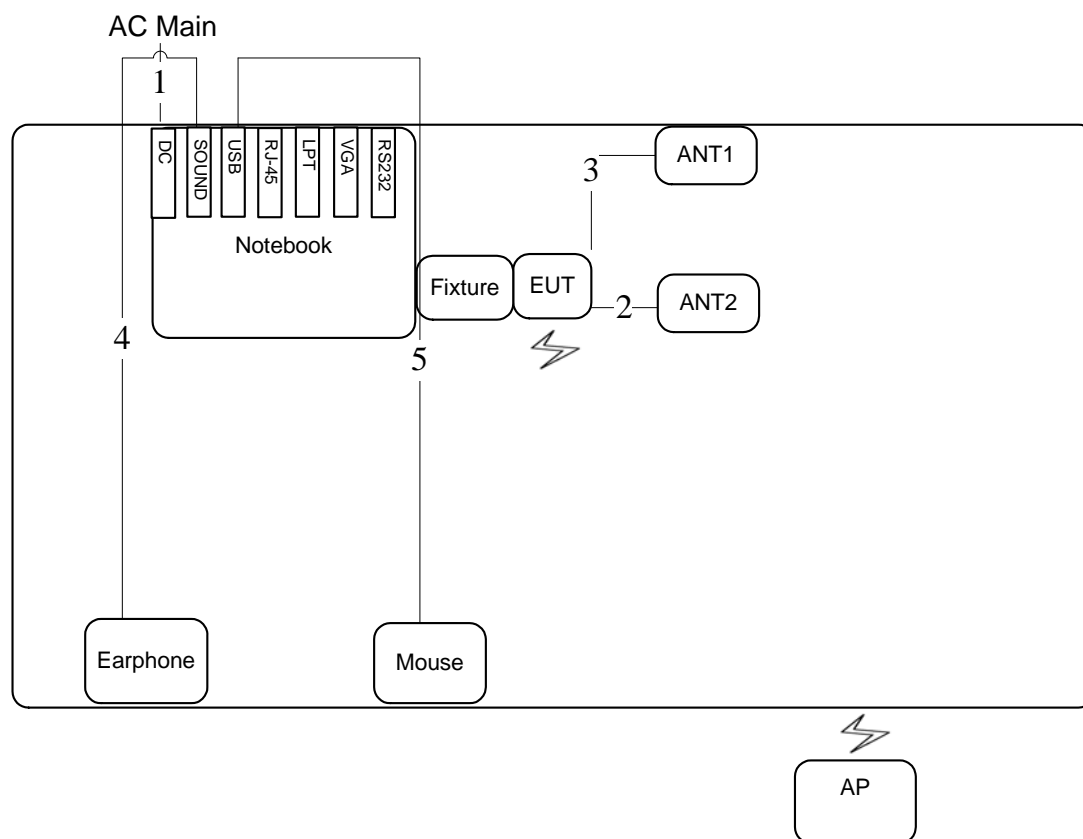 AC Main
1
DC
SOUND
USB
RJ-45
LPT
VGA
RS232
Notebook
3
ANT1
Fixture
EUT
2
ANT2
4
5
Earphone
Mouse
AP